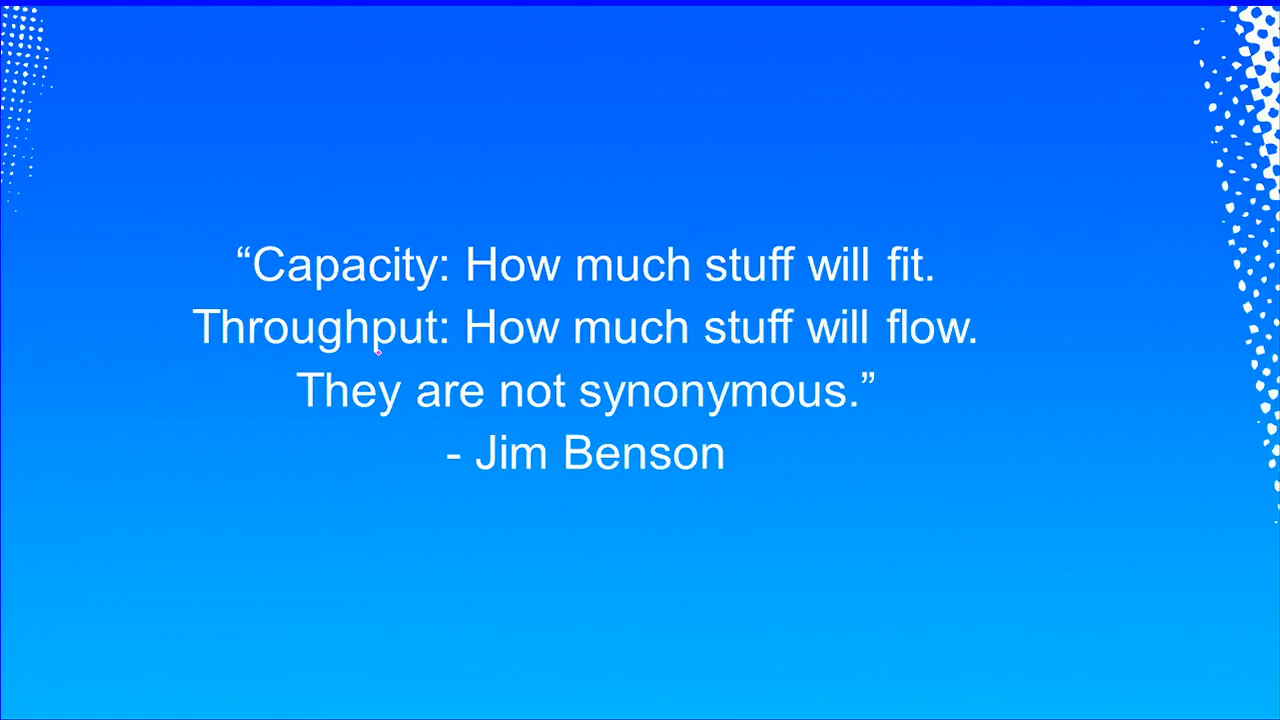 “Capacity: How much stuff will fit.
Throughput: How much stuff will flow.
They are not synonymous.”
- Jim Benson